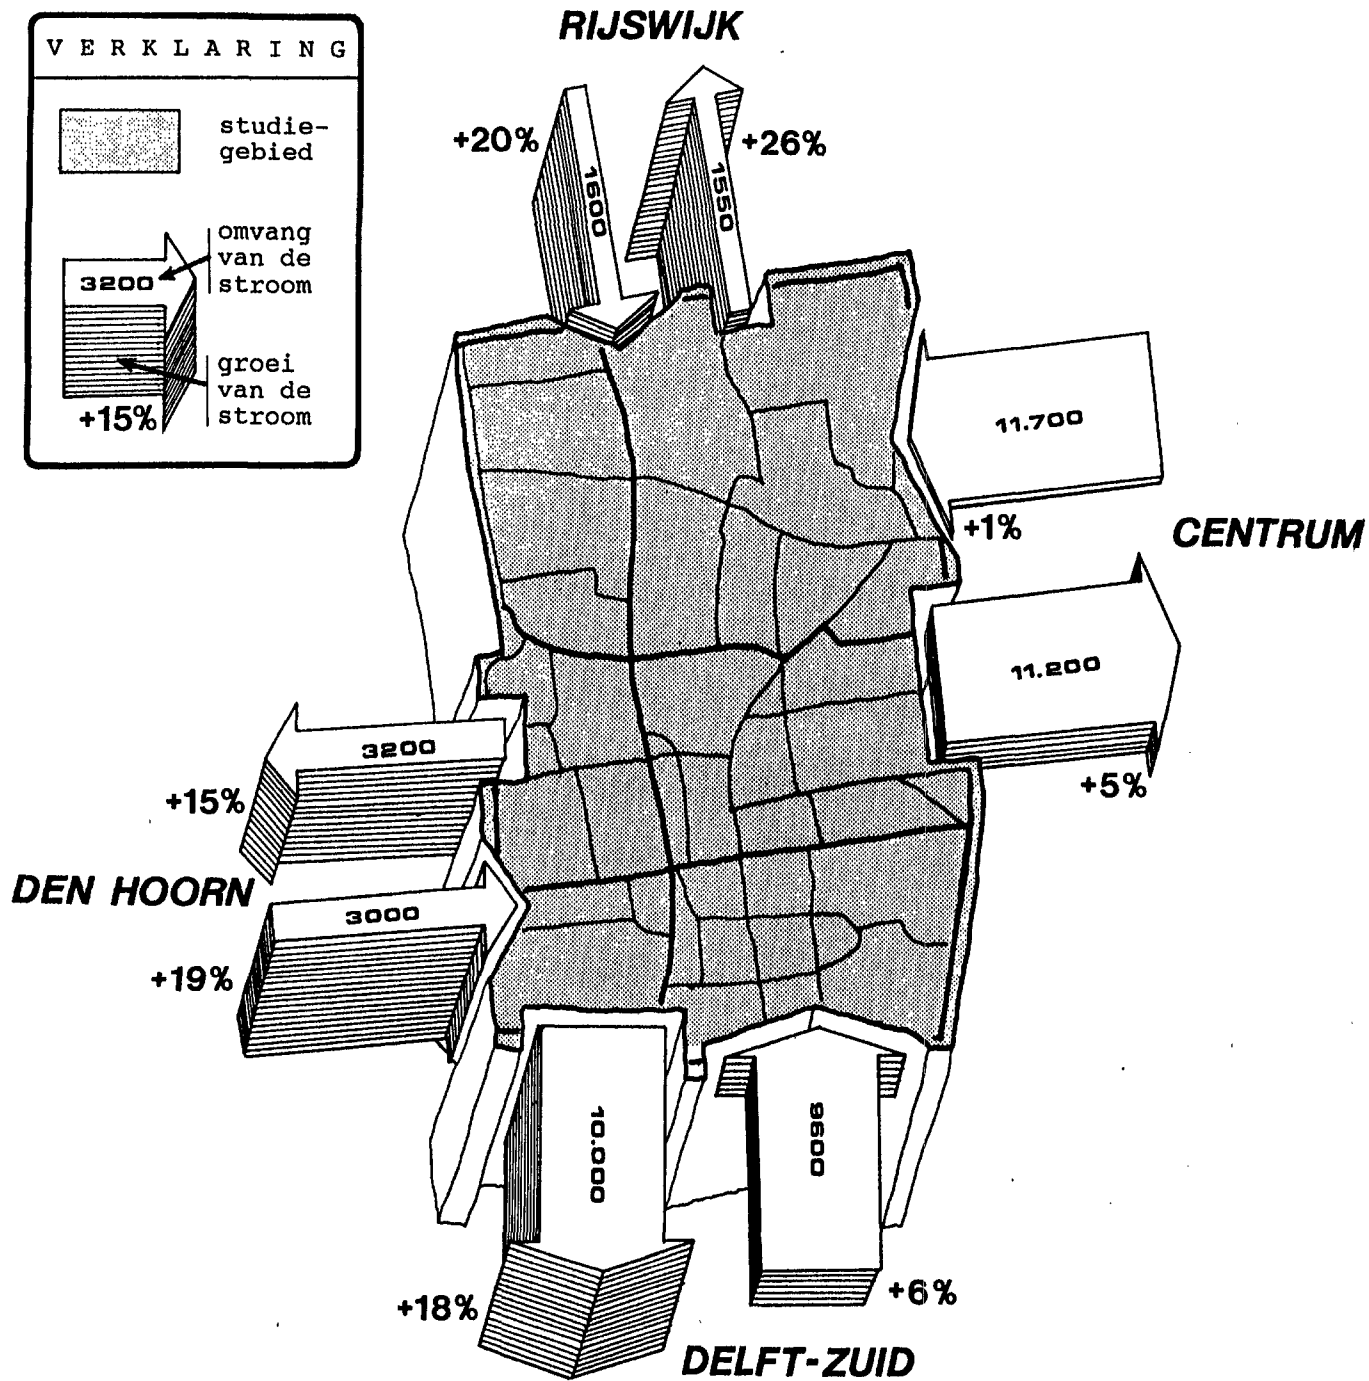 VERKLARING
studie-
gebied
omvang
van de
stroom
3200
groei
van de
stroom
+15%
RIJSWIJK
+20%
1600
1550
+26%
11.700
+1%
CENTRUM
11.200
+5%
3200
+15%
DEN HOORN
3000
+19%
10.000
+18%
9600
+6%
DELFT-ZUID